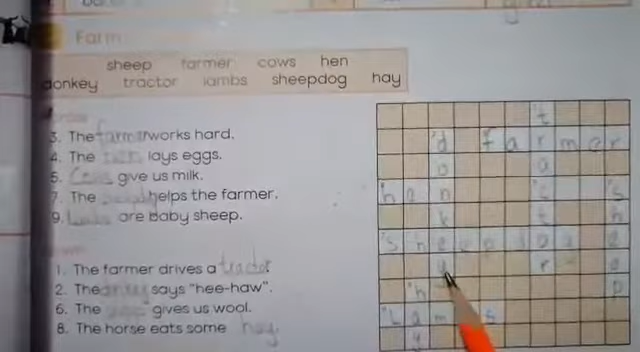 Farm
sheep farmer cows hen
donkey tractor lambs sheepdog hay
3. The farmer works hard.
4. The lays eggs.
5. Cows give us milk.
7. The helps the farmer.
9. Lambs are baby sheep.
1. The farmer drives a tractor
2. The says "hee-haw".
6. The gives us wool.
8. The horse eats some hay.
t
d farmer
o a
hen c s
k t h
sheepdog e
y r e
h p
Lambs
y